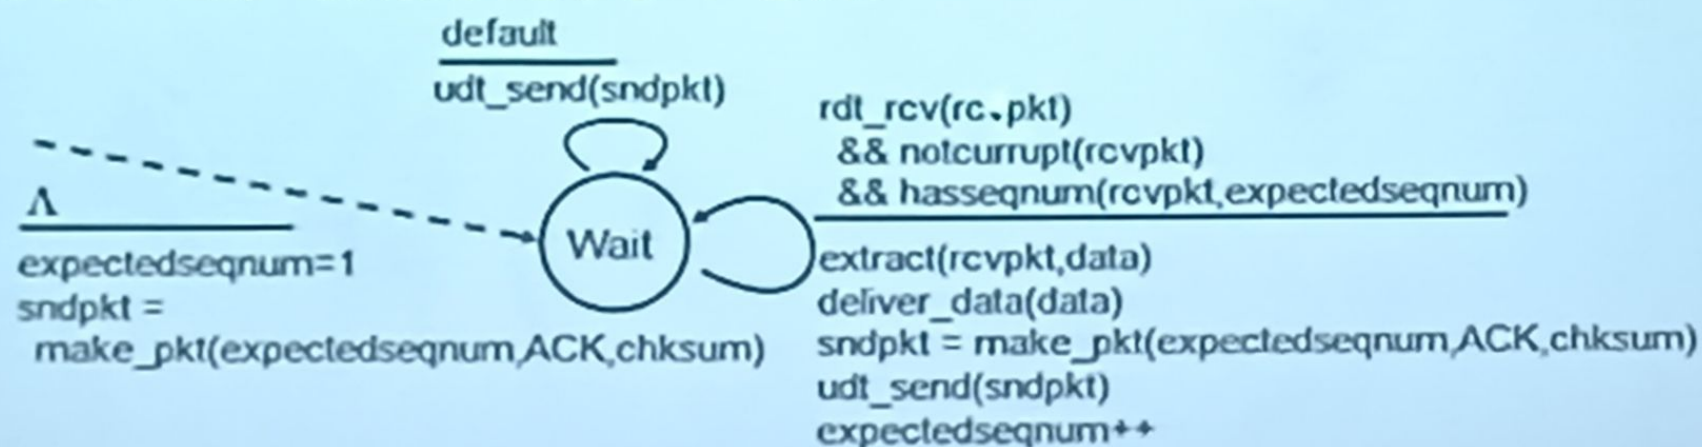 default
udt_send(sndpkt)
rdt_rcv(rc.pkt)
&& notcurrupt(rcvpkt)
&& hasseqnum(rcvpkt,expectedseqnum)
Λ
Wait
expectedseqnum=1
sndpkt =
make_pkt(expectedseqnum,ACK,chksum)
extract(rcvpkt,data)
deliver_data(data)
sndpkt = make_pkt(expectedseqnum,ACK,chksum)
udt_send(sndpkt)
expectedseqnum++